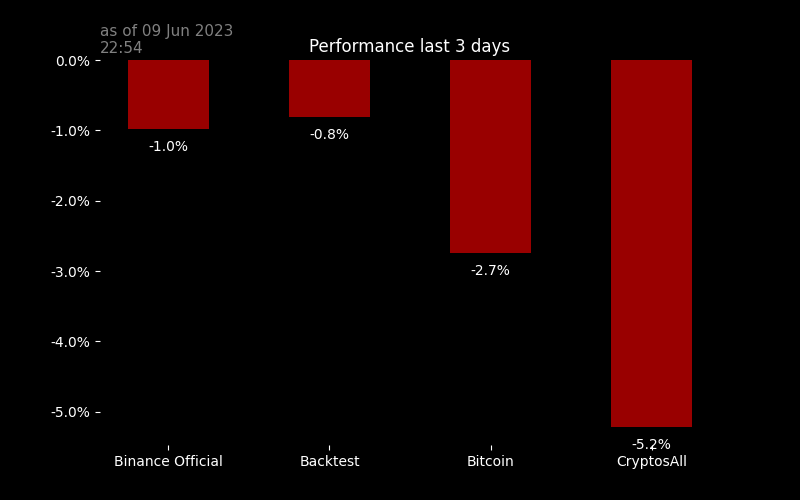 as of 09 Jun 2023
22:54
Performance last 3 days
0.0%
-1.0%
-2.0%
-3.0%
-4.0%
-5.0%
-1.0%
-0.8%
-2.7%
-5.2%
Binance Official
Backtest
Bitcoin
CryptosAll